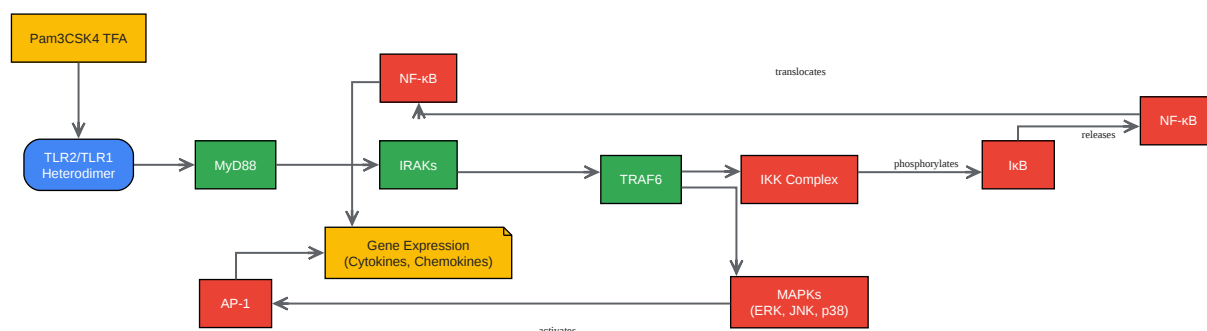 Pam3CSK4 TFA
NF-κB
translocates
NF-κB
releases
TLR2/TLR1
Heterodimer
MyD88
IRAKs
TRAF6
IKK Complex
phosphorylates
IκB
Gene Expression
(Cytokines, Chemokines)
AP-1
MAPKs
(ERK, JNK, p38)
activates